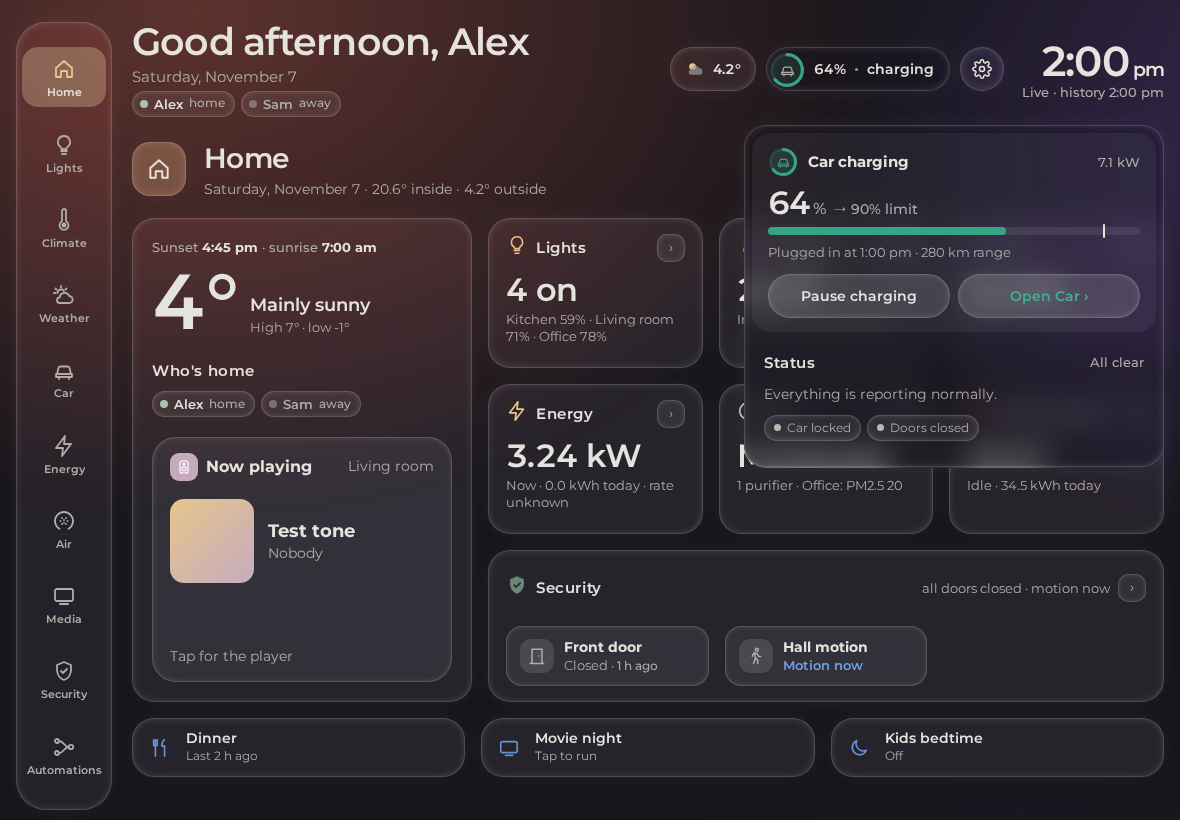 Good afternoon, Alex
Saturday, November 7
Alex home
Sam away
4.2°
64% · charging
2:00 pm
Live · history 2:00 pm
Home
Lights
Climate
Weather
Car
Energy
Air
Media
Security
Automations
Home
Saturday, November 7 · 20.6° inside · 4.2° outside
Sunset 4:45 pm · sunrise 7:00 am
4°
Mainly sunny
High 7° · low -1°
Who's home
Alex home
Sam away
Now playing
Living room
Test tone
Nobody
Tap for the player
Lights
4 on
Kitchen 59% · Living room
71% · Office 78%
Energy
3.24 kW
Now · 0.0 kWh today · rate
unknown
1 purifier · Office: PM2.5 20
Idle · 34.5 kWh today
Car charging
7.1 kW
64% → 90% limit
Plugged in at 1:00 pm · 280 km range
Pause charging
Open Car ›
Status
All clear
Everything is reporting normally.
Car locked
Doors closed
Security
all doors closed · motion now
Front door
Closed · 1 h ago
Hall motion
Motion now
Dinner
Last 2 h ago
Movie night
Tap to run
Kids bedtime
Off